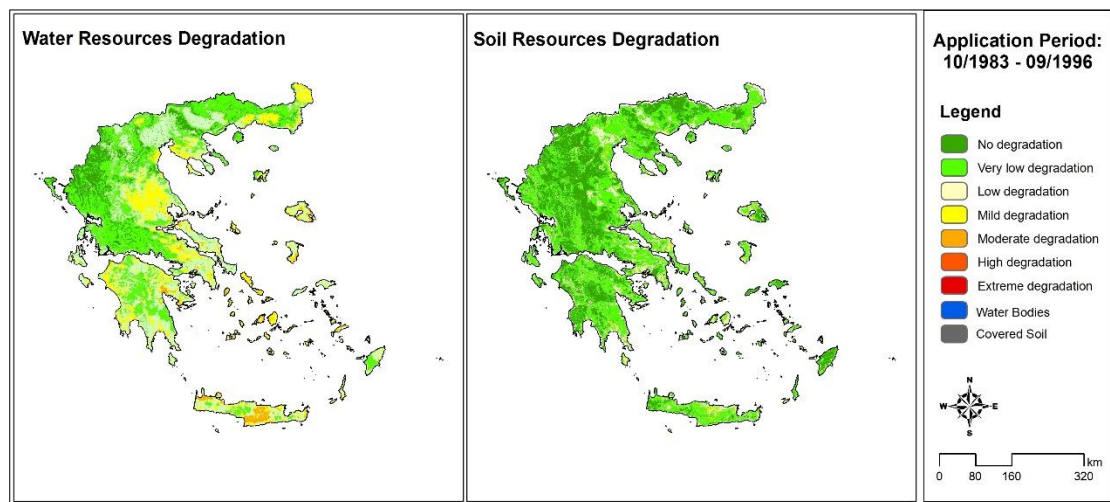 Water Resources Degradation
Soil Resources Degradation
Application Period:
10/1983 - 09/1996
Legend
No degradation
Very low degradation
Low degradation
Mild degradation
Moderate degradation
High degradation
Extreme degradation
Water Bodies
Covered Soil
N
W E
S
km
0 80 160 320